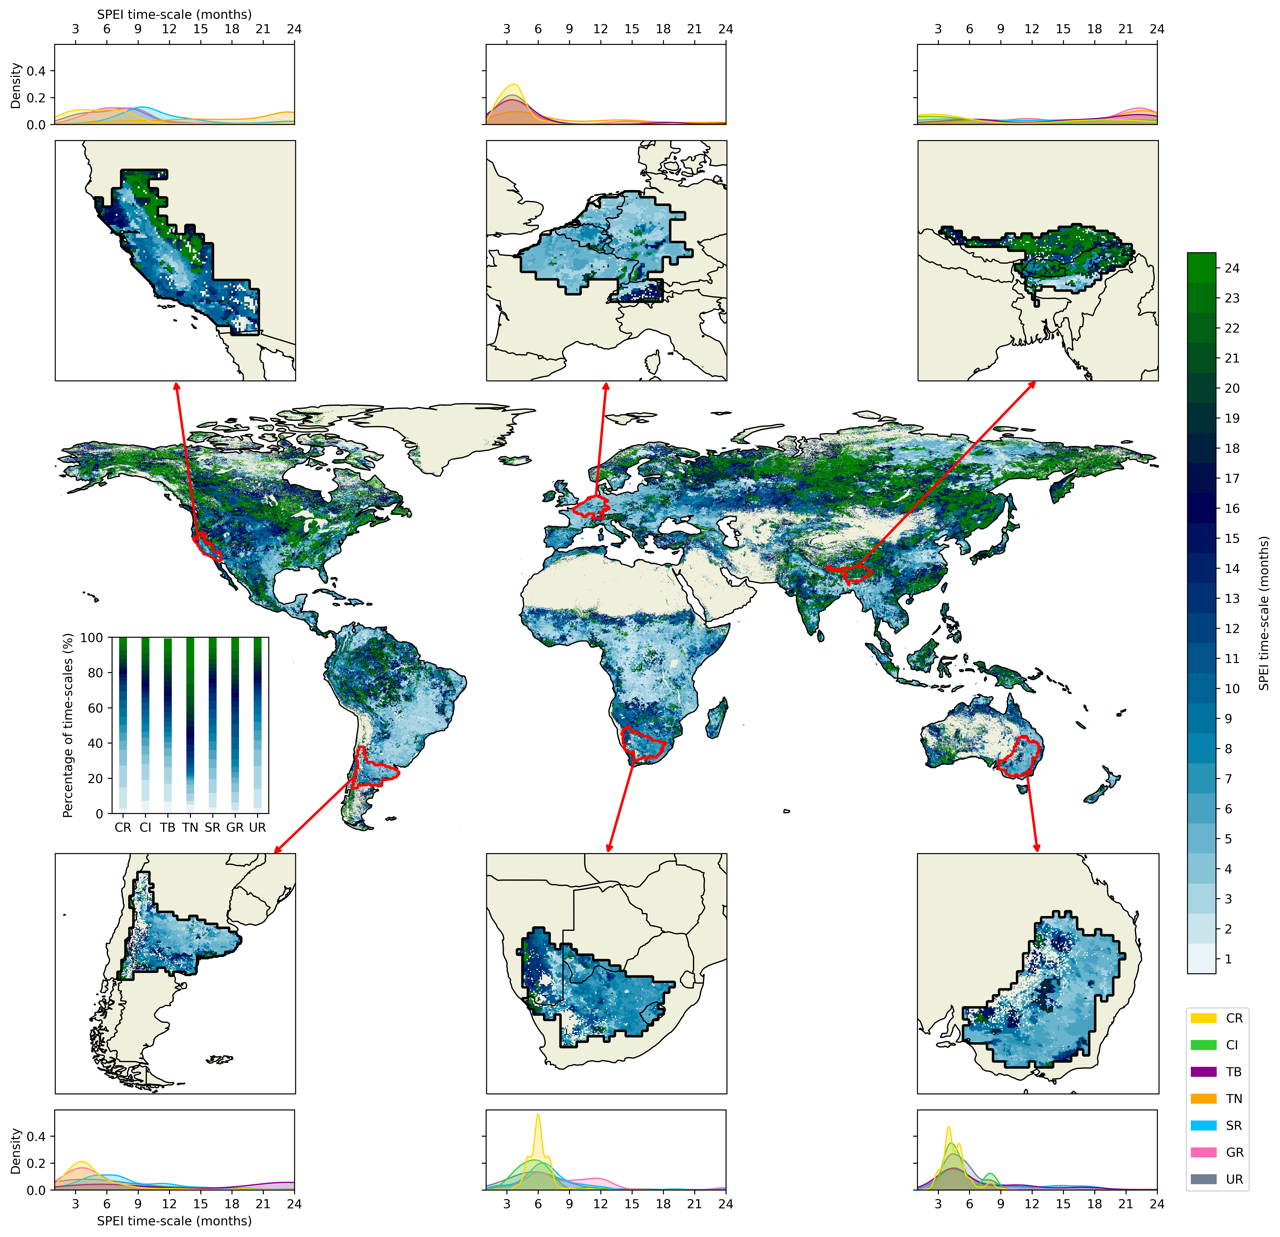 SPEI time-scale (months)
3 6 9 12 15 18 21 24
3 6 9 12 15 18 21 24
3 6 9 12 15 18 21 24
Density
0.4
0.2
0.0
24
23
22
21
20
19
18
17
16
15
14
13
12
11
10
9
8
7
6
5
4
3
2
1
SPEI time-scale (months)
Percentage of time-scales (%)
100
80
60
40
20
0
CR CI TB TN SR GR UR
CR
CI
TB
TN
SR
GR
UR
Density
0.4
0.2
0.0
3 6 9 12 15 18 21 24
3 6 9 12 15 18 21 24
3 6 9 12 15 18 21 24
SPEI time-scale (months)